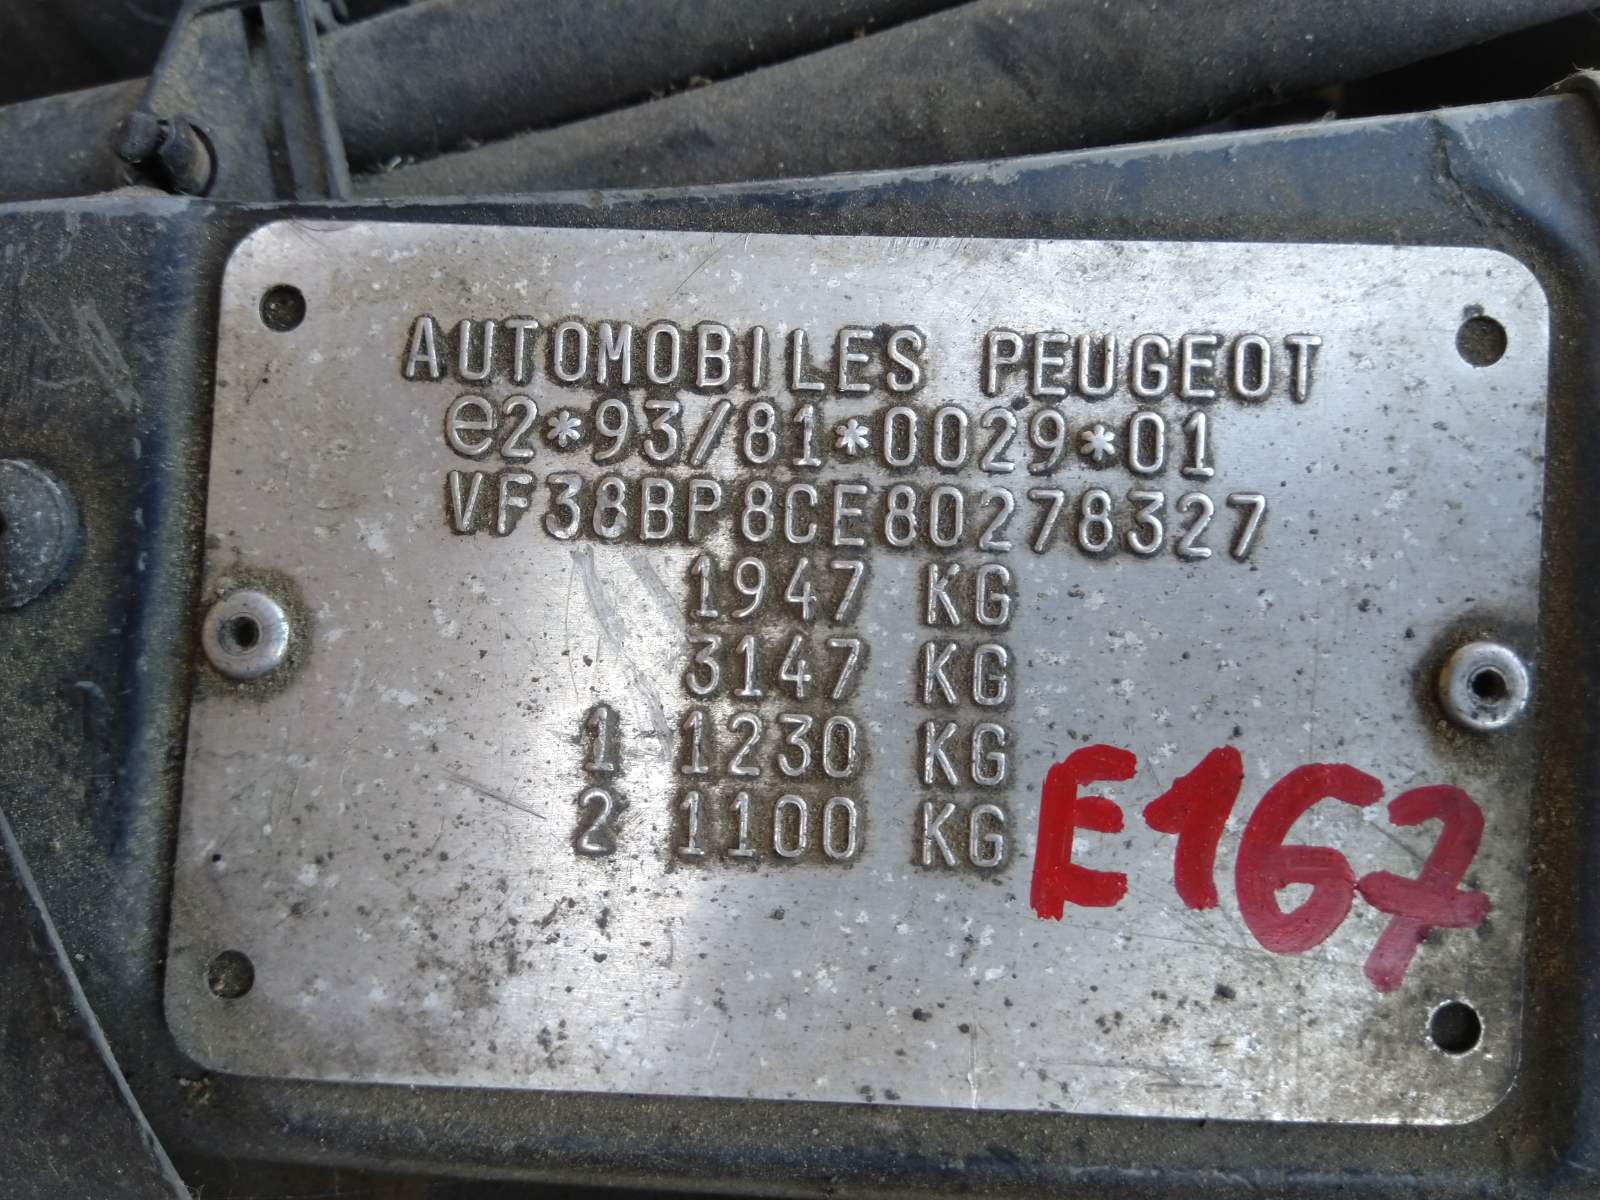 AUTOMOBILES PEUGEOT
e2*93/81*0029*01
VF38BP8CE80278327
1947 KG
3147 KG
1 1230 KG
2 1100 KG
E167